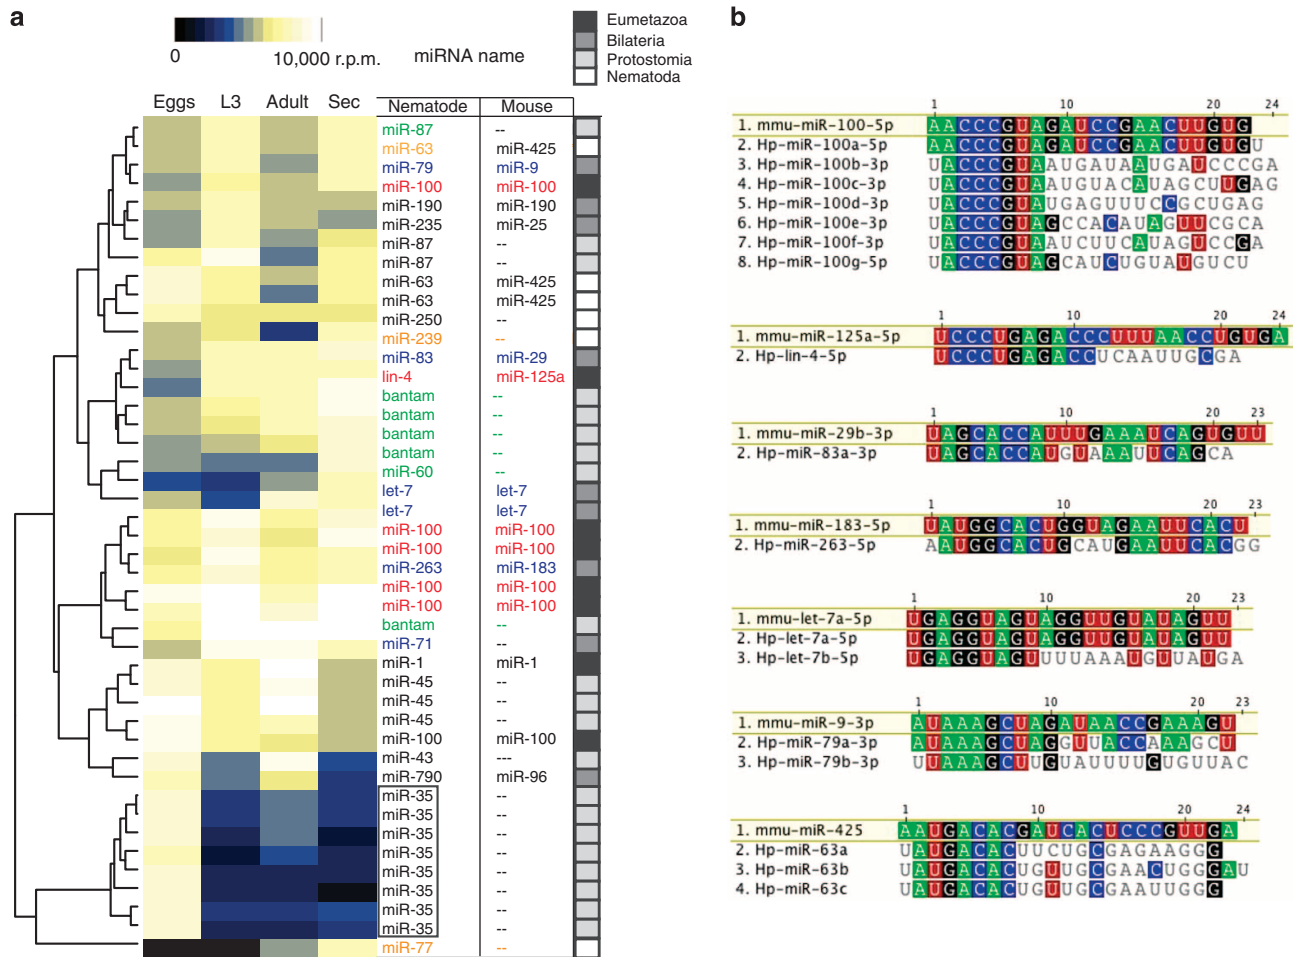 a
0
10,000 r.p.m.
miRNA name
Eumetazoa
Bilateria
Protostomia
Nematoda
Eggs L3 Adult Sec Nematode Mouse
miR-87 --
miR-63 miR-425
miR-79 miR-9
miR-100 miR-100
miR-190 miR-190
miR-235 miR-25
miR-87 --
miR-87 --
miR-63 miR-425
miR-63 miR-425
miR-250 --
miR-239 --
miR-83 miR-29
lin-4 miR-125a
bantam --
bantam --
bantam --
bantam --
miR-60 --
let-7 let-7
let-7 let-7
miR-100 miR-100
miR-100 miR-100
miR-263 miR-183
miR-100 miR-100
miR-100 miR-100
bantam --
miR-71 --
miR-1 miR-1
miR-45 --
miR-45 --
miR-45 --
miR-100 miR-100
miR-43 ---
miR-790 miR-96
miR-35 --
miR-35 --
miR-35 --
miR-35 --
miR-35 --
miR-35 --
miR-35 --
miR-35 --
miR-77 --
b
1 10 20 24
1. mmu-miR-100-5p AACCCGUAGAUCCGAACUUGUG
2. Hp-miR-100a-5p AACCCGUAGAUCCGAACUUGUGU
3. Hp-miR-100b-3p UACCCGUAAUGAUAAUGAUCCCGA
4. Hp-miR-100c-3p UACCCGUAAUGUACAUAGCUUGAG
5. Hp-miR-100d-3p UACCCGUAUGAGUUUCCGCUGAG
6. Hp-miR-100e-3p UACCCGUAGCCACAUAGUUCGCA
7. Hp-miR-100f-3p UACCCGUAAUCUUCAUAGUCCGA
8. Hp-miR-100g-5p UACCCGUAGCAUCUGUAUGUCU
1 10 20 24
1. mmu-miR-125a-5p UCCCUGAGACCCUUUAACCUGUGA
2. Hp-lin-4-5p UCCCUGAGACCUCAAUUGCGA
1 10 20 23
1. mmu-miR-29b-3p UAGCACCAUUUGAAAUCAGUGUU
2. Hp-miR-83a-3p UAGCACCAUGUAAAUUCAGCA
1 10 20 23
1. mmu-miR-183-5p UAUGGCACUGGUAGAAUUCACU
2. Hp-miR-263-5p AAUGGCACUGCAUGAAUUCACGG
1 10 20 23
1. mmu-let-7a-5p UGAGGUAGUAGGUUGUAUAGUU
2. Hp-let-7a-5p UGAGGUAGUAGGUUGUAUAGUU
3. Hp-let-7b-5p UGAGGUAGUUUUAAAUGUUAUGA
1 10 20 23
1. mmu-miR-9-3p AUAAAGCUAGAUAACCGAAAGU
2. Hp-miR-79a-3p AUAAAGCUAGGUUACCAAAGCU
3. Hp-miR-79b-3p UUAAAGCUUGUAUUUUGUGUUAC
1 10 20 24
1. mmu-miR-425 AAUGACACGAUCACUCCCGUUGA
2. Hp-miR-63a UAUGACACUUCUGCGAGAAGGG
3. Hp-miR-63b UAUGACACUGUUGCGAACUGGGAU
4. Hp-miR-63c UAUGACACUGUUGCGAAUUGGG